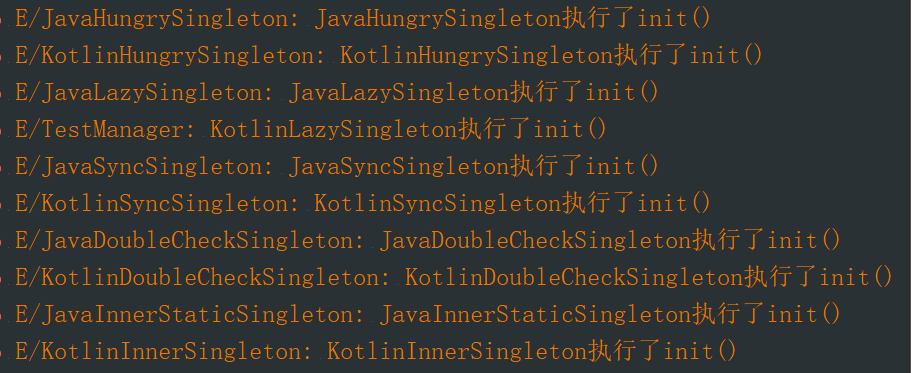 E/JavaHungrySingleton: JavaHungrySingleton执行了init()
E/KotlinHungrySingleton: KotlinHungrySingleton执行了init()
E/JavaLazySingleton: JavaLazySingleton执行了init()
E/TestManager: KotlinLazySingleton执行了init()
E/JavaSyncSingleton: JavaSyncSingleton执行了init()
E/KotlinSyncSingleton: KotlinSyncSingleton执行了init()
E/JavaDoubleCheckSingleton: JavaDoubleCheckSingleton执行了init()
E/KotlinDoubleCheckSingleton: KotlinDoubleCheckSingleton执行了init()
E/JavaInnerStaticSingleton: JavaInnerStaticSingleton执行了init()
E/KotlinInnerSingleton: KotlinInnerSingleton执行了init()